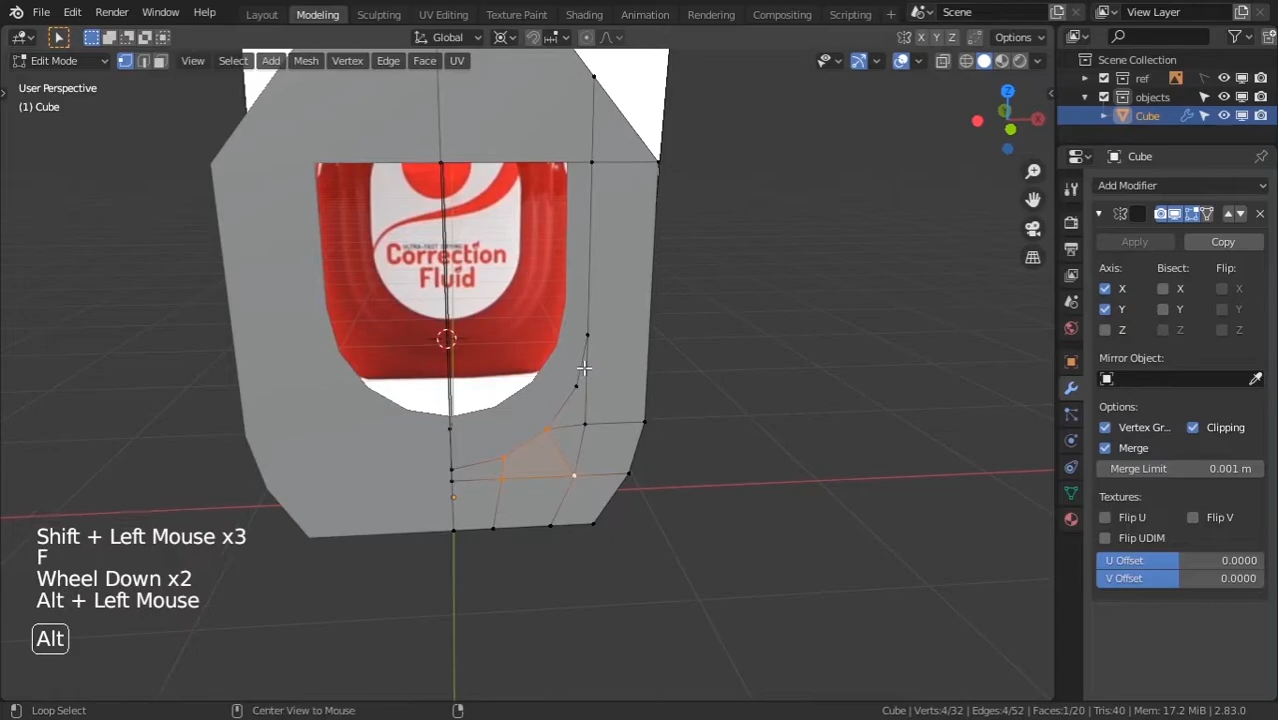 File Edit Render Window Help Layout Modeling Sculpting UV Editing Texture Paint Shading Animation Rendering Compositing Scripting + Scene View Layer
Global Options X Y Z
Edit Mode View Select Add Mesh Vertex Edge Face UV
User Perspective
(1) Cube
Scene Collection
ref
objects
Cube
Z
X
Cube
Add Modifier
Apply Copy
Axis: Bisect: Flip:
X X X
Y Y Y
Z Z Z
Mirror Object:
Options:
Vertex Gr... Clipping
Merge
Merge Limit 0.001 m
Textures:
Flip U Flip V
Flip UDIM
U Offset 0.0000
V Offset 0.0000
Correction
Fluid
Shift + Left Mouse x3
F
Wheel Down x2
Alt + Left Mouse
Alt
Loop Select Center View to Mouse Cube | Verts:4/32 | Edges:4/52 | Faces:1/20 | Tris:40 | Mem: 17.2 MiB | 2.83.0